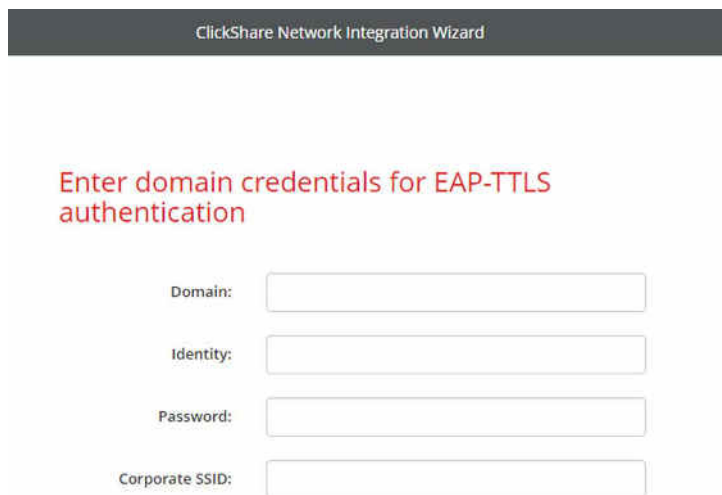 ClickShare Network Integration Wizard
Enter domain credentials for EAP-TTLS
authentication
Domain:
Identity:
Password:
Corporate SSID: